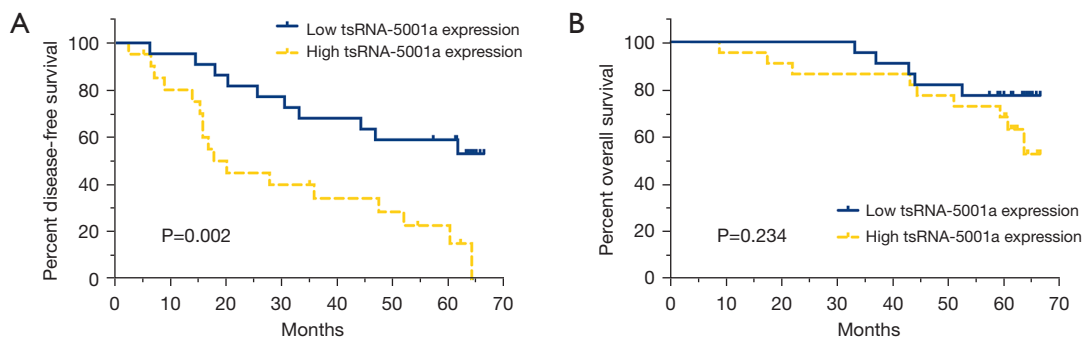 A
Low tsRNA-5001a expression
High tsRNA-5001a expression
Percent disease-free survival
100
80
60
40
20
0
P=0.002
0 10 20 30 40 50 60 70
Months
B
Percent overall survival
100
80
60
40
20
0
Low tsRNA-5001a expression
High tsRNA-5001a expression
P=0.234
0 10 20 30 40 50 60 70
Months